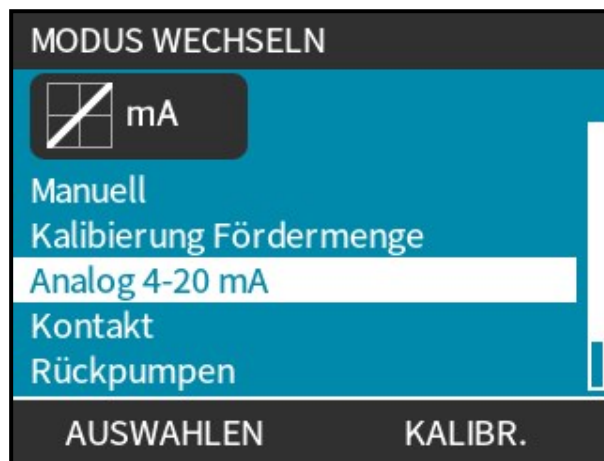 MODUS WECHSELN
mA
Manuell
Kalibierung Fördermenge
Analog 4-20 mA
Kontakt
Rückpumpen
AUSWAHLEN KALIBR.